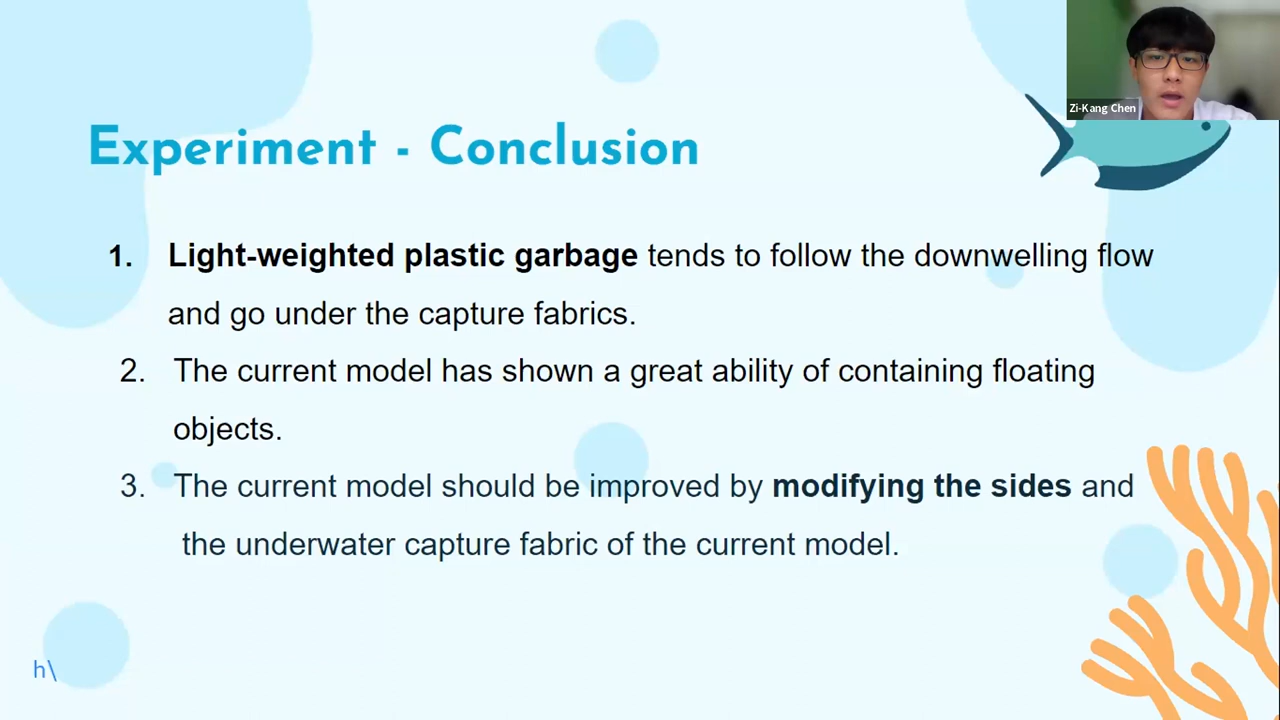 Zi-Kang Chen
Experiment - Conclusion
1. Light-weighted plastic garbage tends to follow the downwelling flow
and go under the capture fabrics.
2. The current model has shown a great ability of containing floating
objects.
3. The current model should be improved by modifying the sides and
the underwater capture fabric of the current model.
h\